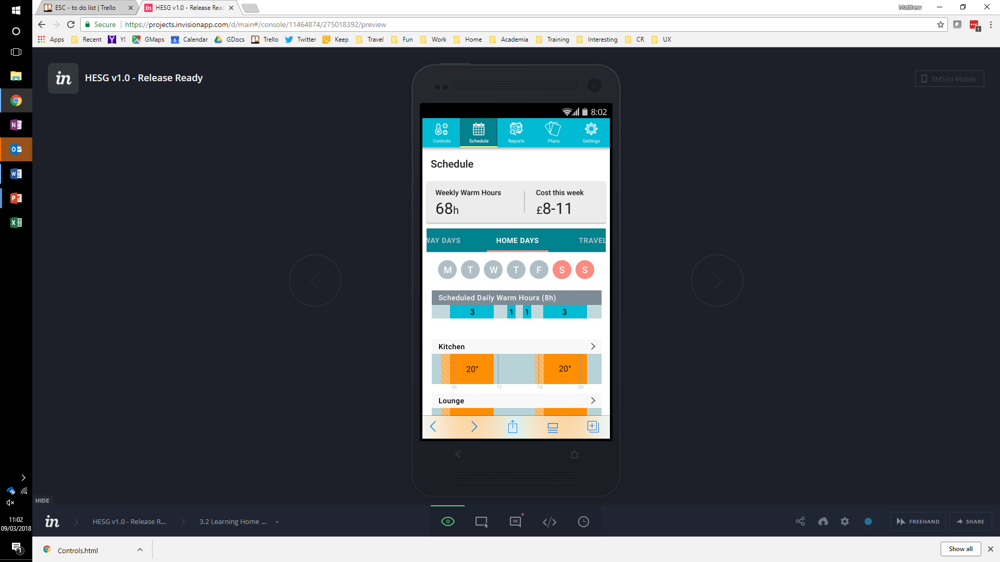 ESC - to do list | Trello
HESG v1.0 - Release Reac
Matthew
Secure
https://projects.invisionapp.com/d/main#/console/11464874/275018392/preview
Apps Recent Y! GMaps Calendar GDocs Trello Twitter Keep Travel Fun Work Home Academia Training Interesting CR UX
in
HESG v1.0 - Release Ready
SMS to Mobile
8:02
Controls Schedule Reports Plans Settings
Schedule
Weekly Warm Hours
Cost this week
68h
£8-11
WAY DAYS
HOME DAYS
TRAVEL
M T W T F S S
Scheduled Daily Warm Hours (8h)
3 1 1 3
Kitchen
20° 20°
06 12 18 00
Lounge
HIDE
in
HESG v1.0 - Release R...
3.2 Learning Home ...
FREEHAND
SHARE
11:02
09/03/2018
1
Controls.html
Show all